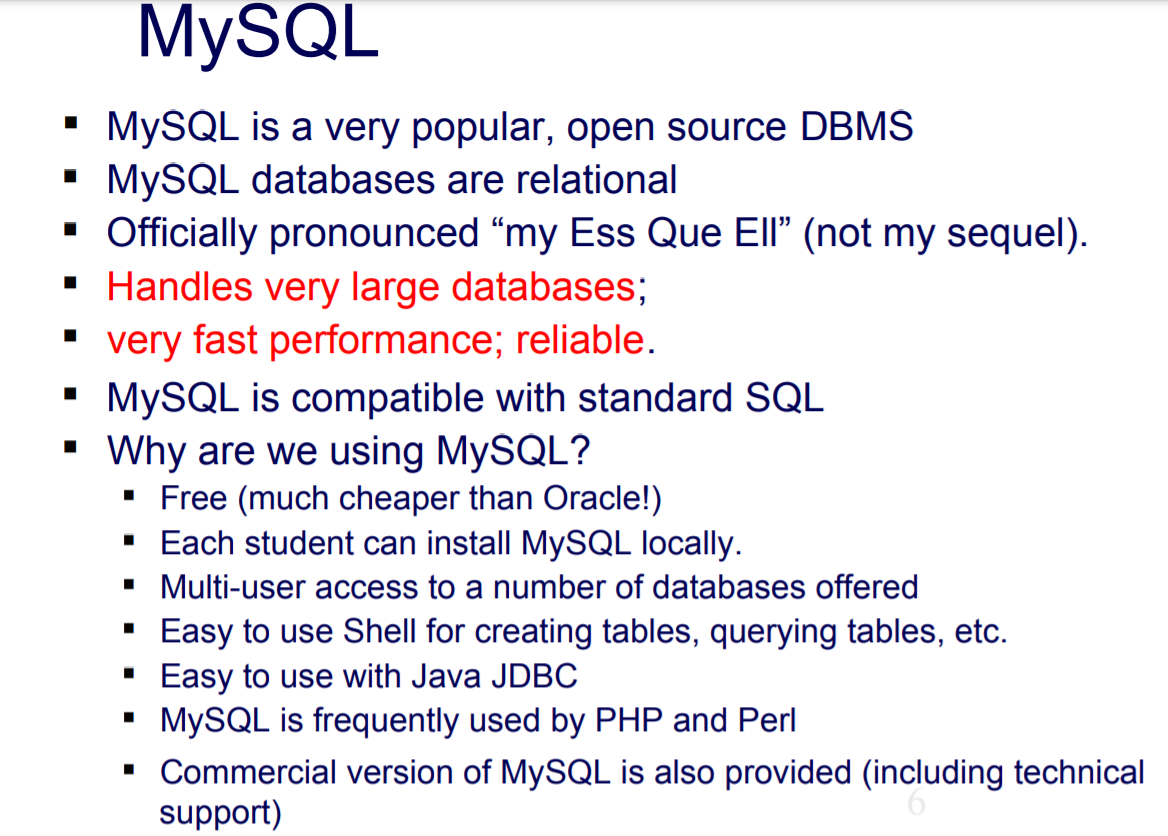 MySQL
▪ MySQL is a very popular, open source DBMS
▪ MySQL databases are relational
▪ Officially pronounced “my Ess Que Ell” (not my sequel).
▪ Handles very large databases;
▪ very fast performance; reliable.
▪ MySQL is compatible with standard SQL
▪ Why are we using MySQL?
▪ Free (much cheaper than Oracle!)
▪ Each student can install MySQL locally.
▪ Multi-user access to a number of databases offered
▪ Easy to use Shell for creating tables, querying tables, etc.
▪ Easy to use with Java JDBC
▪ MySQL is frequently used by PHP and Perl
▪ Commercial version of MySQL is also provided (including technical
support)
6